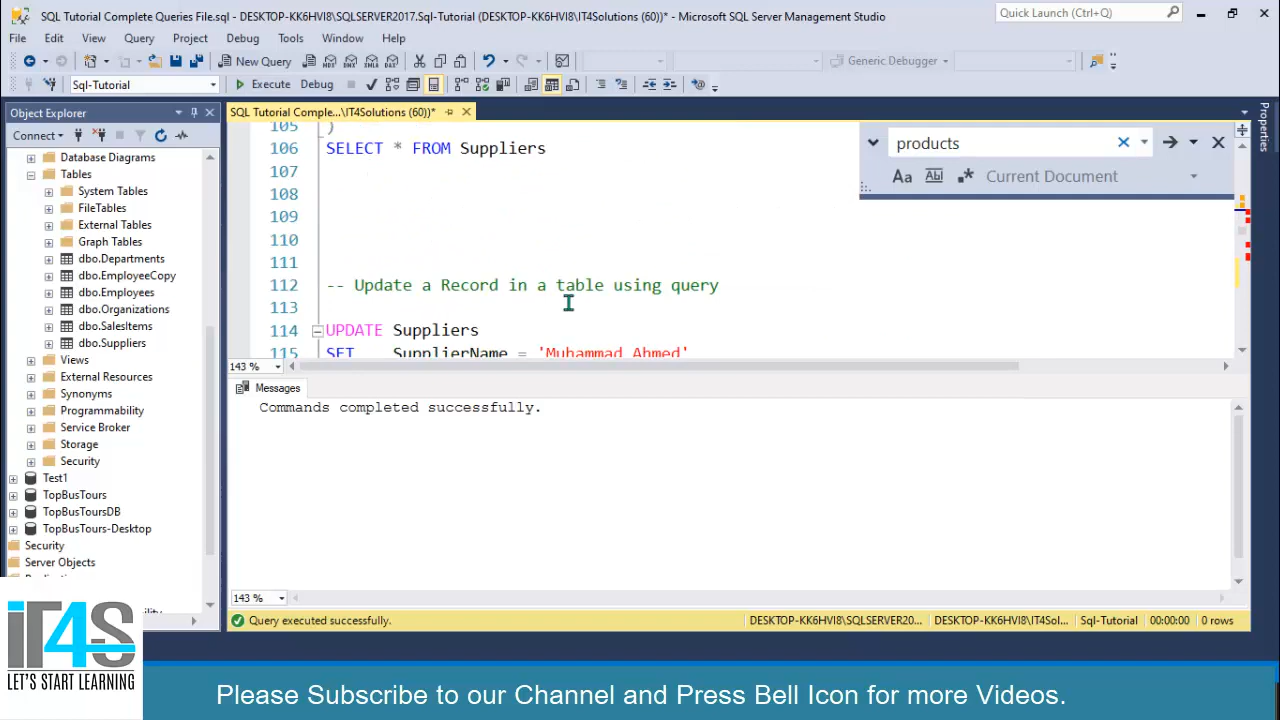 SQL Tutorial Complete Queries File.sql - DESKTOP-KK6HVI8\SQLSERVER2017.Sql-Tutorial (DESKTOP-KK6HVI8\IT4Solutions (60))* - Microsoft SQL Server Management Studio
Quick Launch (Ctrl+Q)
File Edit View Query Project Debug Tools Window Help
New Query
Generic Debugger
Sql-Tutorial
Execute Debug
Object Explorer
SQL Tutorial Comple...\IT4Solutions (60))*
Properties
Connect
105 )
106 SELECT * FROM Suppliers
107
108
109
110
111
112 -- Update a Record in a table using query
113
114 UPDATE Suppliers
115 SET SupplierName = 'Muhammad Ahmed'
products
Aa Abl .* Current Document
143 %
Database Diagrams
Tables
System Tables
FileTables
External Tables
Graph Tables
dbo.Departments
dbo.EmployeeCopy
dbo.Employees
dbo.Organizations
dbo.SalesItems
dbo.Suppliers
Views
External Resources
Synonyms
Programmability
Service Broker
Storage
Security
Test1
TopBusTours
TopBusToursDB
TopBusTours-Desktop
Security
Server Objects
Messages
Commands completed successfully.
143 %
Query executed successfully.
DESKTOP-KK6HVI8\SQLSERVER20... DESKTOP-KK6HVI8\IT4Sol... Sql-Tutorial 00:00:00 0 rows
iT4S
LET'S START LEARNING
Please Subscribe to our Channel and Press Bell Icon for more Videos.